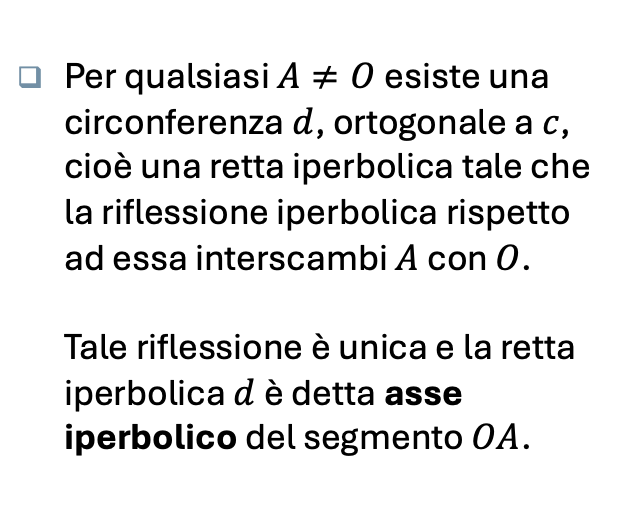 Per qualsiasi A ≠ O esiste una
circonferenza d, ortogonale a c,
cioè una retta iperbolica tale che
la riflessione iperbolica rispetto
ad essa interscambi A con O.
Tale riflessione è unica e la retta
iperbolica d è detta asse
iperbolico del segmento OA.